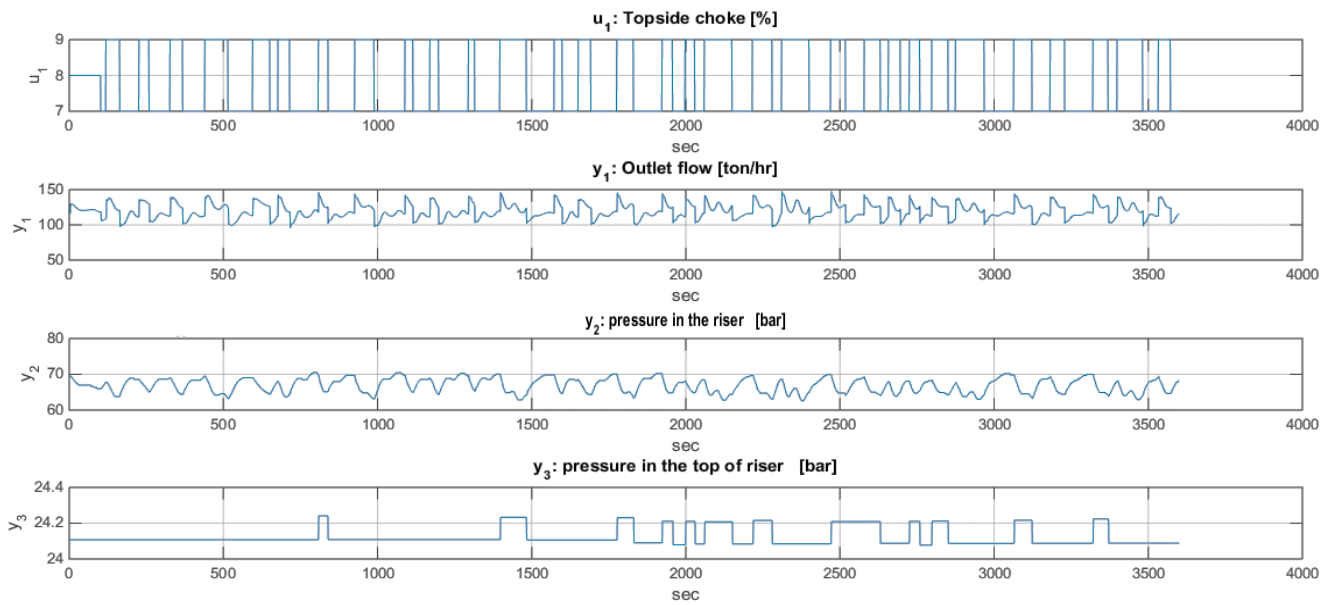 u1: Topside choke [%]
9
8
7
u1
0 500 1000 1500 2000 2500 3000 3500 4000
sec
y1: Outlet flow [ton/hr]
150
100
50
y1
0 500 1000 1500 2000 2500 3000 3500 4000
sec
y2: pressure in the riser [bar]
80
70
60
y2
0 500 1000 1500 2000 2500 3000 3500 4000
sec
y3: pressure in the top of riser [bar]
24.4
24.2
24
y3
0 500 1000 1500 2000 2500 3000 3500 4000
sec